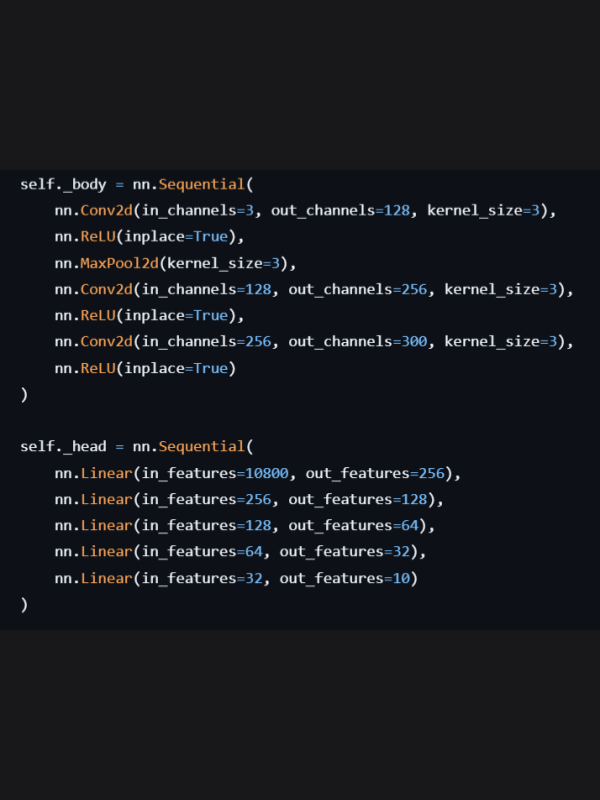 self._body = nn.Sequential(
    nn.Conv2d(in_channels=3, out_channels=128, kernel_size=3),
    nn.ReLU(inplace=True),
    nn.MaxPool2d(kernel_size=3),
    nn.Conv2d(in_channels=128, out_channels=256, kernel_size=3),
    nn.ReLU(inplace=True),
    nn.Conv2d(in_channels=256, out_channels=300, kernel_size=3),
    nn.ReLU(inplace=True)
)

self._head = nn.Sequential(
    nn.Linear(in_features=10800, out_features=256),
    nn.Linear(in_features=256, out_features=128),
    nn.Linear(in_features=128, out_features=64),
    nn.Linear(in_features=64, out_features=32),
    nn.Linear(in_features=32, out_features=10)
)